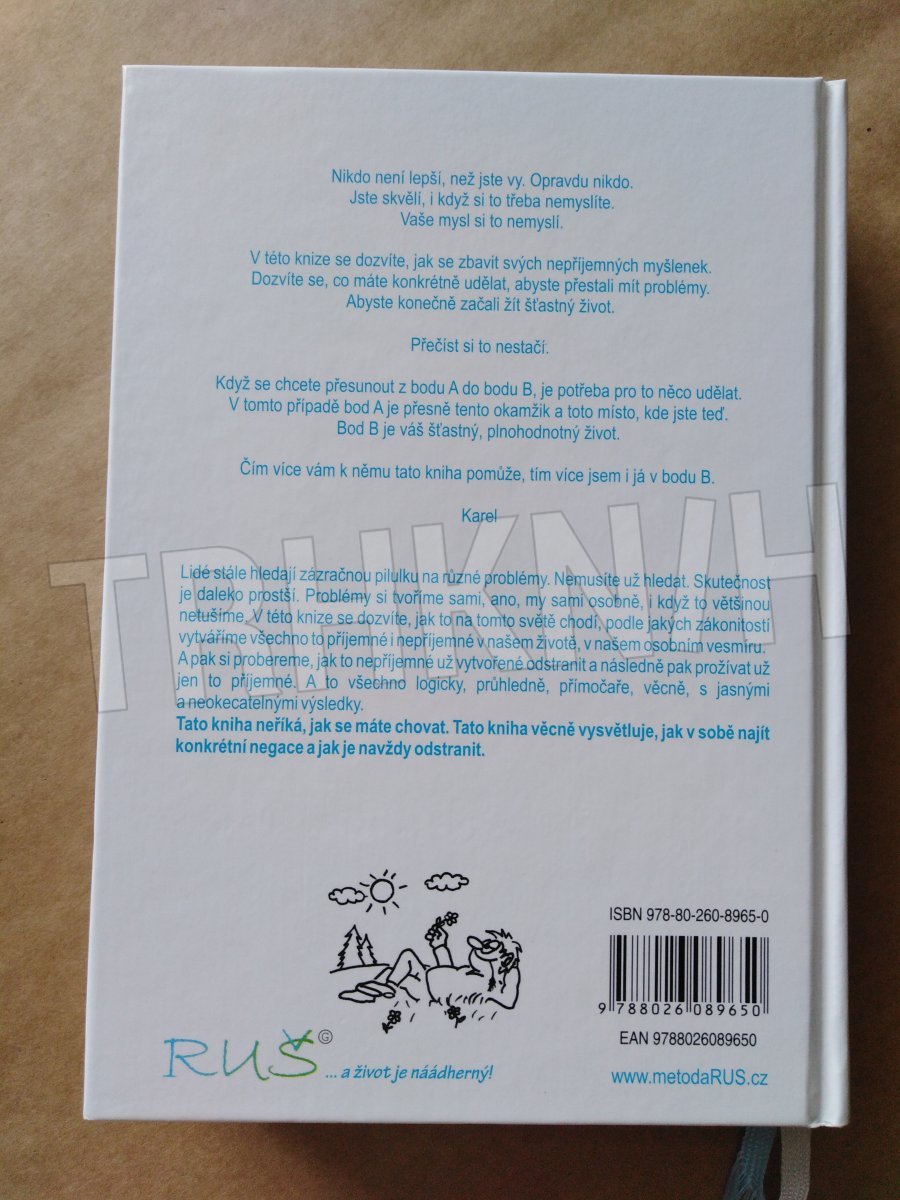 Nikdo není lepší, než jste vy. Opravdu nikdo.
Jste skvělí, i když si to třeba nemyslíte.
Vaše mysl si to nemyslí.
V této knize se dozvíte, jak se zbavit svých nepříjemných myšlenek.
Dozvíte se, co máte konkrétně udělat, abyste přestali mít problémy.
Abyste konečně začali žít šťastný život.
Přečíst si to nestačí.
Když se chcete přesunout z bodu A do bodu B, je potřeba pro to něco udělat.
V tomto případě bod A je přesně tento okamžik a toto místo, kde jste teď.
Bod B je váš šťastný, plnohodnotný život.
Čím více vám k němu tato kniha pomůže, tím více jsem i já v bodu B.
Karel
TRHKNIH
Lidé stále hledají zázračnou pilulku na různé problémy. Nemusíte už hledat. Skutečnost
je daleko prostší. Problémy si tvoříme sami, ano, my sami osobně, i když to většinou
netušíme. V této knize se dozvíte, jak to na tomto světě chodí, podle jakých zákonitostí
vytváříme všechno to příjemné i nepříjemné v našem životě, v našem osobním vesmíru.
A pak si probereme, jak to nepříjemné už vytvořené odstranit a následně pak prožívat už
jen to příjemné. A to všechno logicky, průhledně, přímočaře, věcně, s jasnými
a neokecatelnými výsledky.
Tato kniha neříká, jak se máte chovat. Tato kniha věcně vysvětluje, jak v sobě najít
konkrétní negace a jak je navždy odstranit.
ISBN 978-80-260-8965-0
9 788026 089650
EAN 9788026089650
RUŠ G
... a život je náádherný!
www.metodaRUS.cz